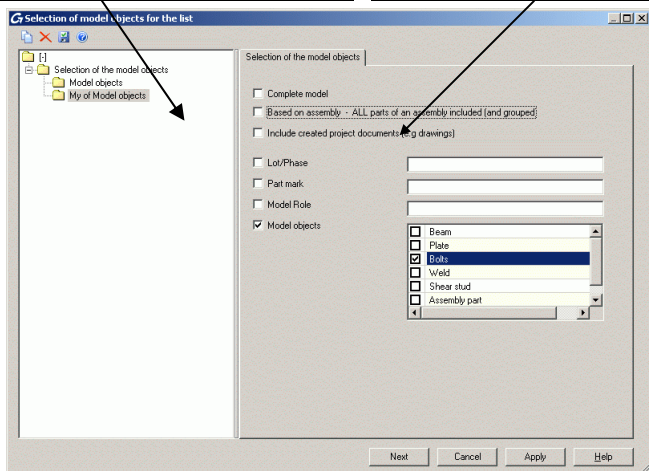 Selection of model objects for the list
[-]
Selection of the model objects
Model objects
My of Model objects
Selection of the model objects
Complete model
Based on assembly - ALL parts of an assembly included (and grouped)
Include created project documents (e.g drawings)
Lot/Phase
Part mark
Model Role
Model objects
Beam
Plate
Bolts
Weld
Shear stud
Assembly part
Next Cancel Apply Help